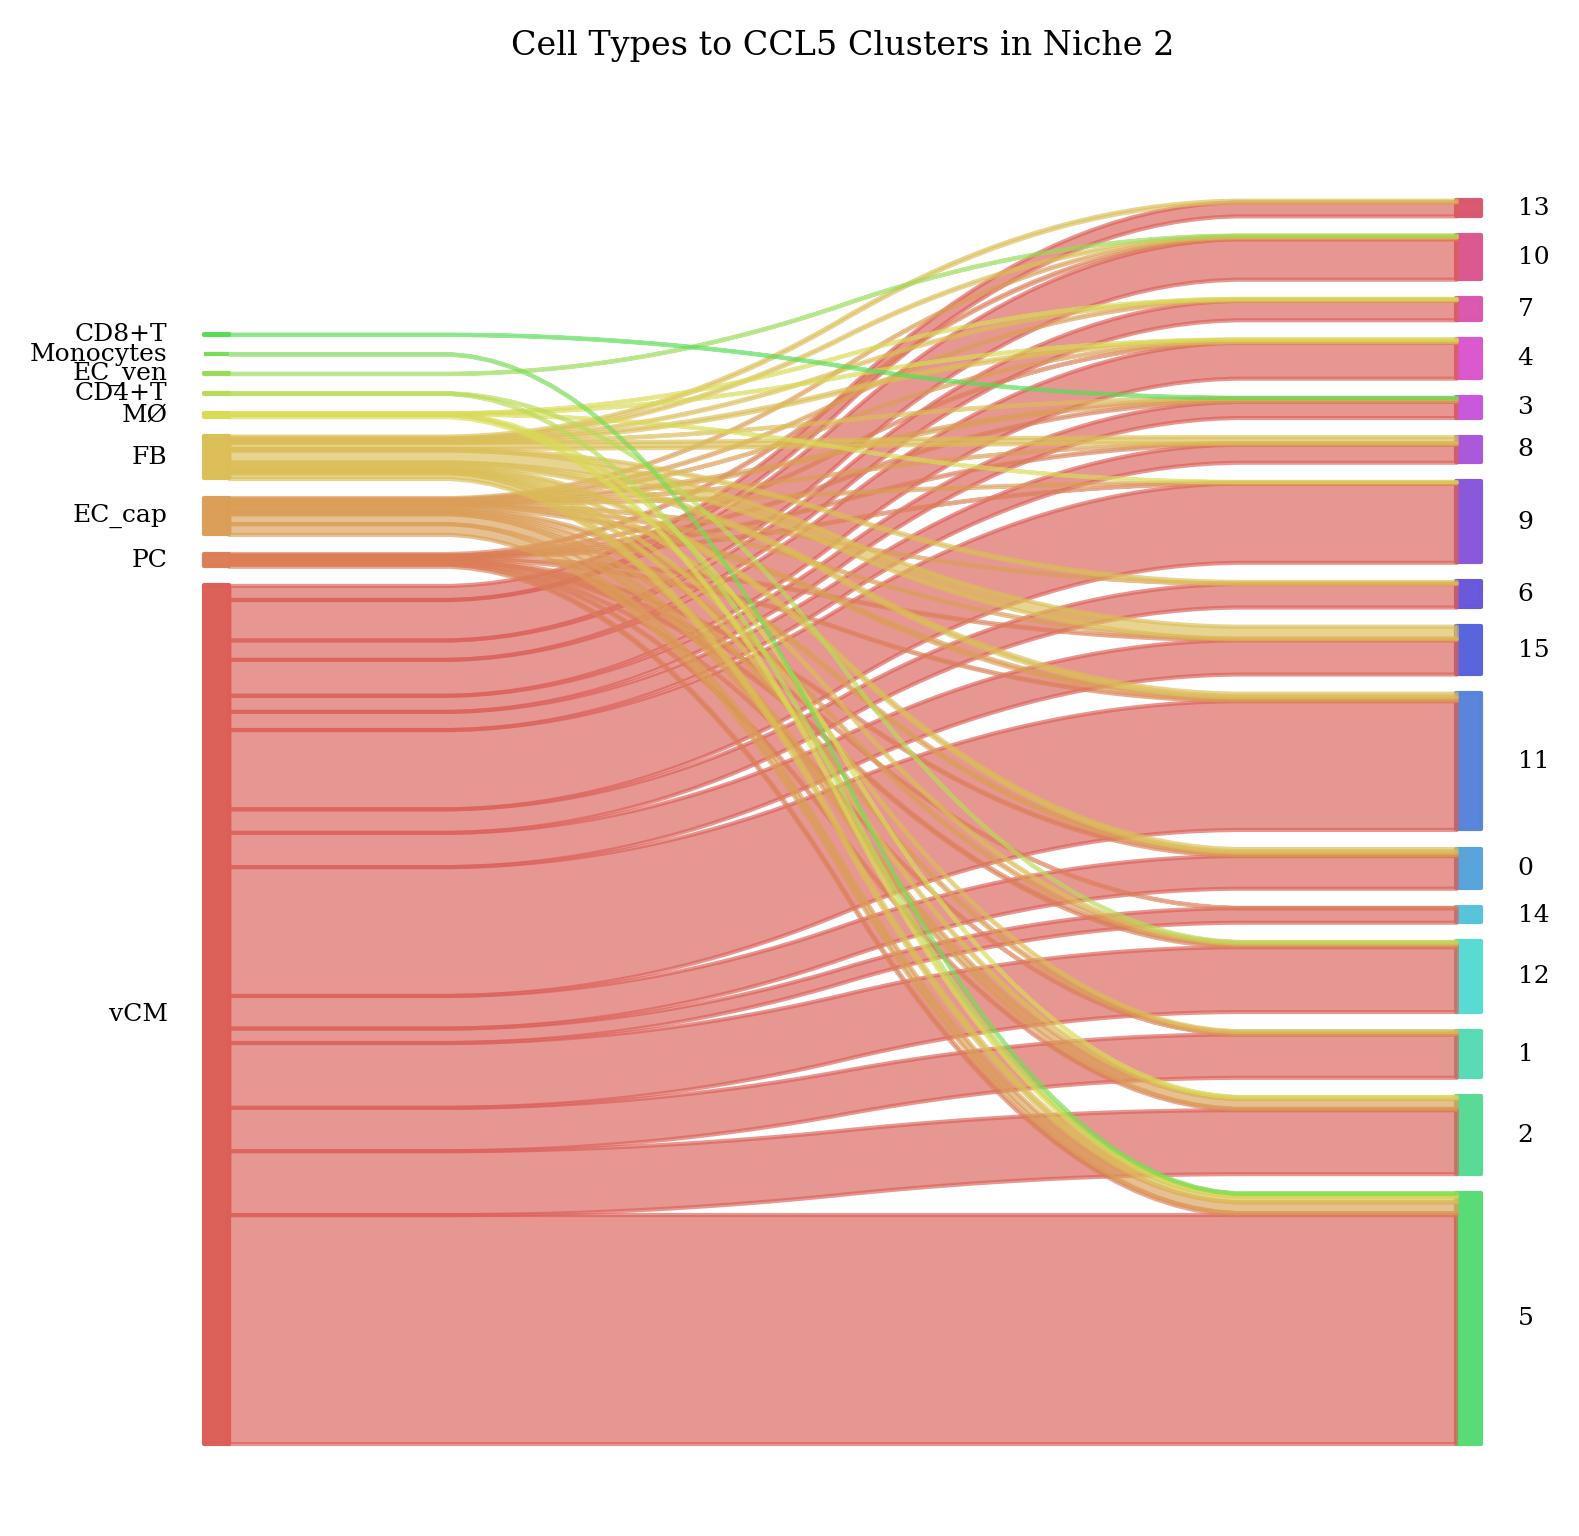 Cell Types to CCL5 Clusters in Niche 2
CD8+T
Monocytes
EC_ven
CD4+T
MØ
FB
EC_cap
PC
vCM
13
10
7
4
3
8
9
6
15
11
0
14
12
1
2
5